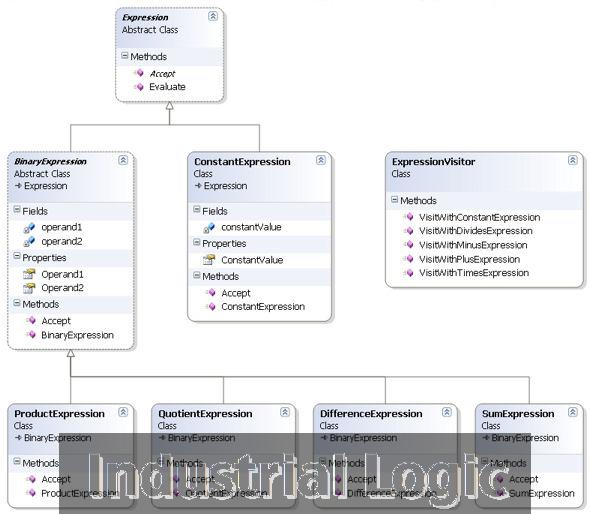 Expression
Abstract Class
Methods
Accept
Evaluate
BinaryExpression
Abstract Class
Expression
Fields
operand1
operand2
Properties
Operand1
Operand2
Methods
Accept
BinaryExpression
ConstantExpression
Class
Expression
Fields
constantValue
Properties
ConstantValue
Methods
Accept
ConstantExpression
ExpressionVisitor
Class
Methods
VisitWithConstantExpression
VisitWithDividesExpression
VisitWithMinusExpression
VisitWithPlusExpression
VisitWithTimesExpression
ProductExpression
Class
BinaryExpression
Methods
Accept
ProductExpression
QuotientExpression
Class
BinaryExpression
Methods
Accept
QuotientExpression
DifferenceExpression
Class
BinaryExpression
Methods
Accept
DifferenceExpression
SumExpression
Class
BinaryExpression
Methods
Accept
SumExpression
Industrial Logic